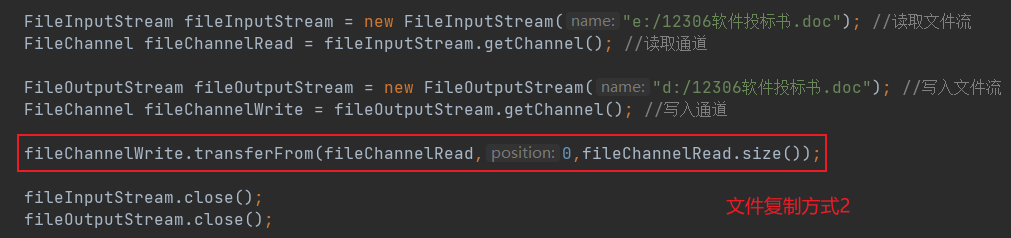 FileInputStream fileInputStream = new FileInputStream( name: "e:/12306软件投标书.doc"); //读取文件流
FileChannel fileChannelRead = fileInputStream.getChannel(); //读取通道
FileOutputStream fileOutputStream = new FileOutputStream( name: "d:/12306软件投标书.doc"); //写入文件流
FileChannel fileChannelWrite = fileOutputStream.getChannel(); //写入通道
fileChannelWrite.transferFrom(fileChannelRead, position: 0,fileChannelRead.size());
fileInputStream.close();
fileOutputStream.close();
文件复制方式2